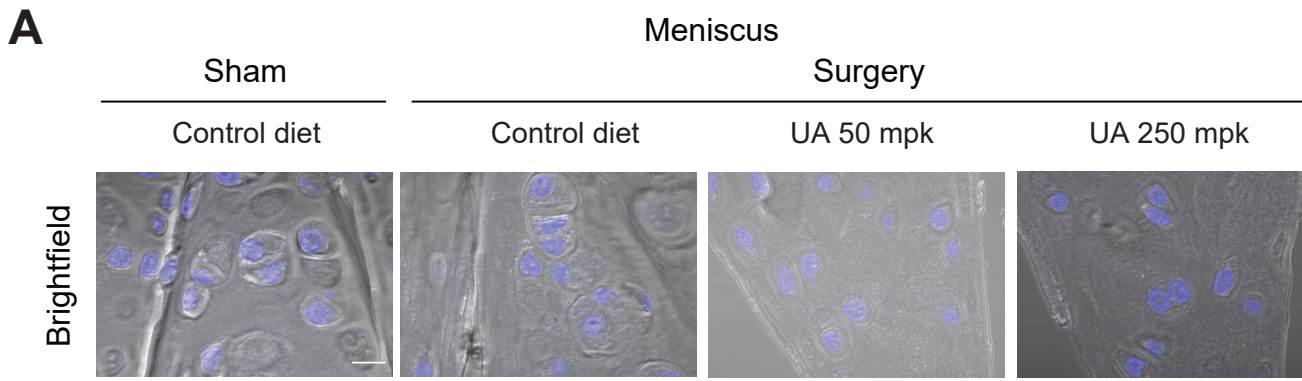 A
Meniscus
Sham
Surgery
Control diet
Control diet
UA 50 mpk
UA 250 mpk
Brightfield